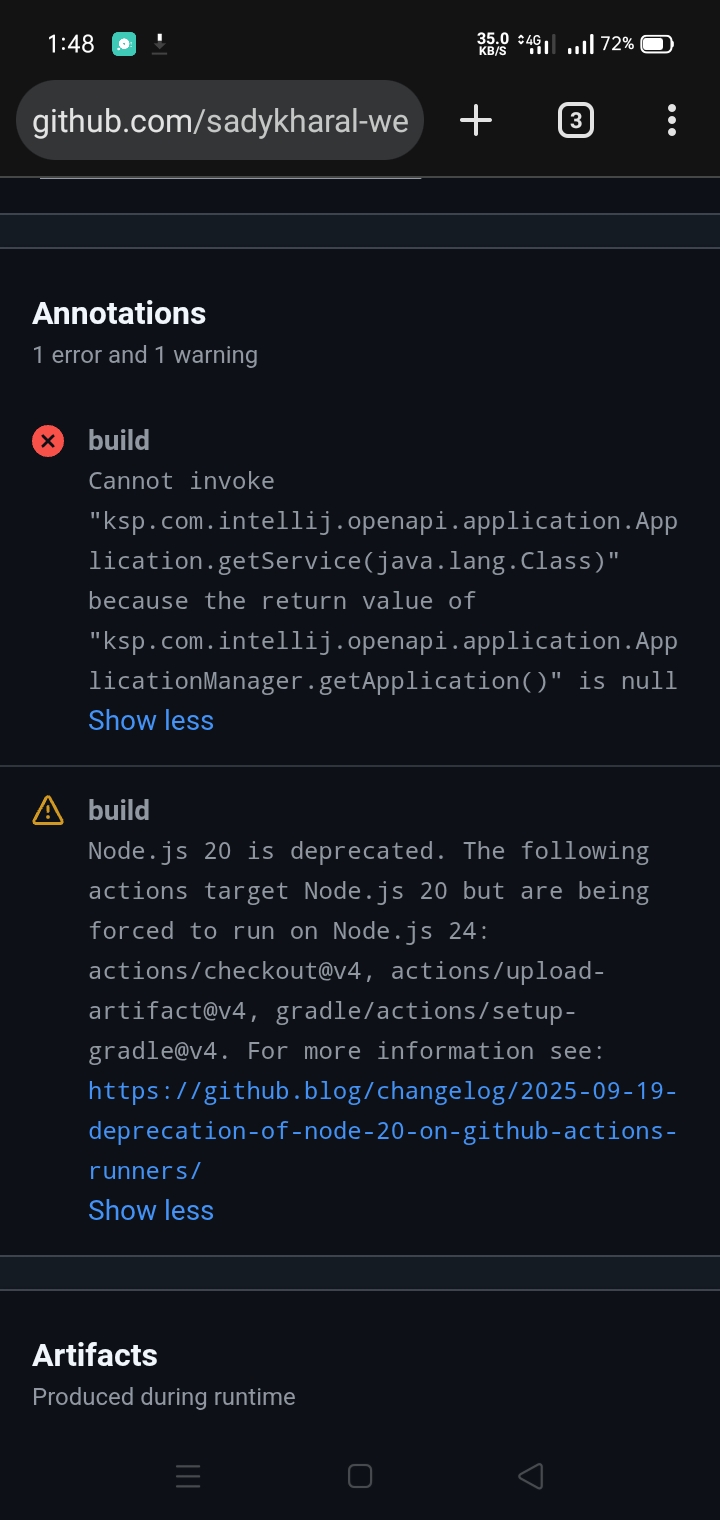 1:48
35.0 KB/S 4G 72%
github.com/sadykharal-we
3
Annotations
1 error and 1 warning
build
Cannot invoke
"ksp.com.intellij.openapi.application.App
lication.getService(java.lang.Class)"
because the return value of
"ksp.com.intellij.openapi.application.App
licationManager.getApplication()" is null
Show less
build
Node.js 20 is deprecated. The following
actions target Node.js 20 but are being
forced to run on Node.js 24:
actions/checkout@v4, actions/upload-
artifact@v4, gradle/actions/setup-
gradle@v4. For more information see:
https://github.blog/changelog/2025-09-19-
deprecation-of-node-20-on-github-actions-
runners/
Show less
Artifacts
Produced during runtime